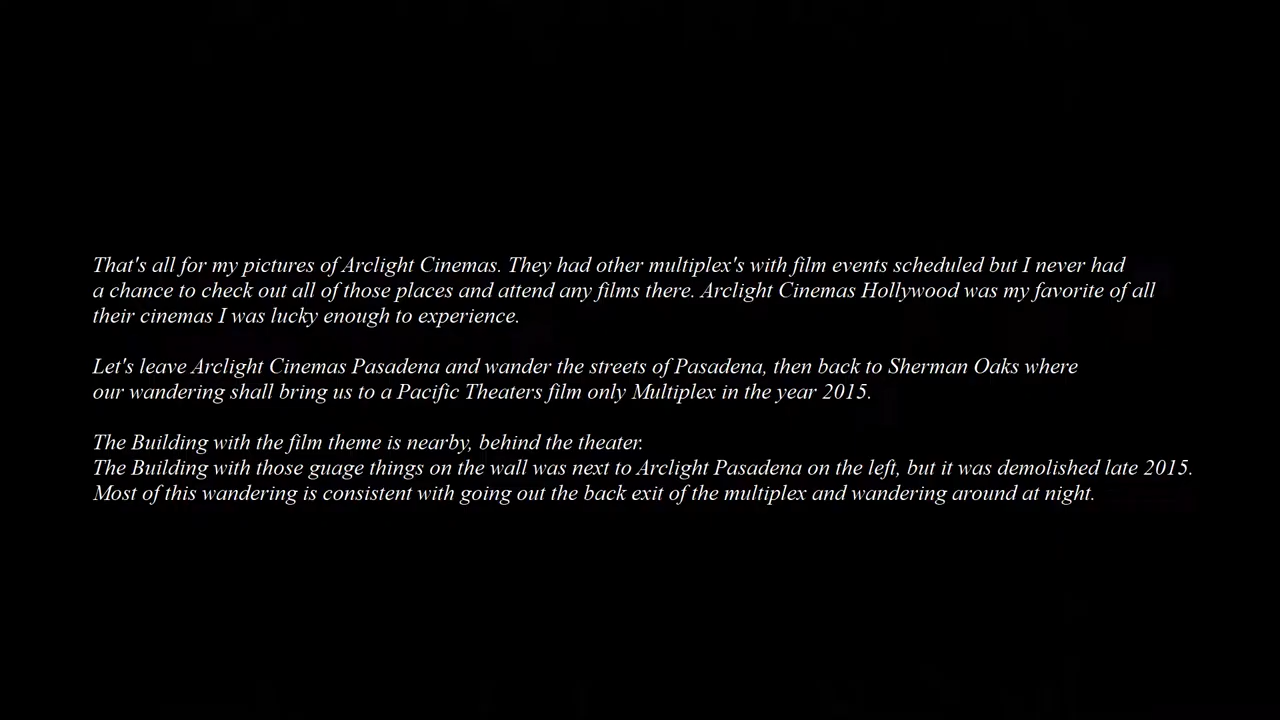 That's all for my pictures of Arclight Cinemas. They had other multiplex's with film events scheduled but I never had
a chance to check out all of those places and attend any films there. Arclight Cinemas Hollywood was my favorite of all
their cinemas I was lucky enough to experience.
Let's leave Arclight Cinemas Pasadena and wander the streets of Pasadena, then back to Sherman Oaks where
our wandering shall bring us to a Pacific Theaters film only Multiplex in the year 2015.
The Building with the film theme is nearby, behind the theater.
The Building with those guage things on the wall was next to Arclight Pasadena on the left, but it was demolished late 2015.
Most of this wandering is consistent with going out the back exit of the multiplex and wandering around at night.